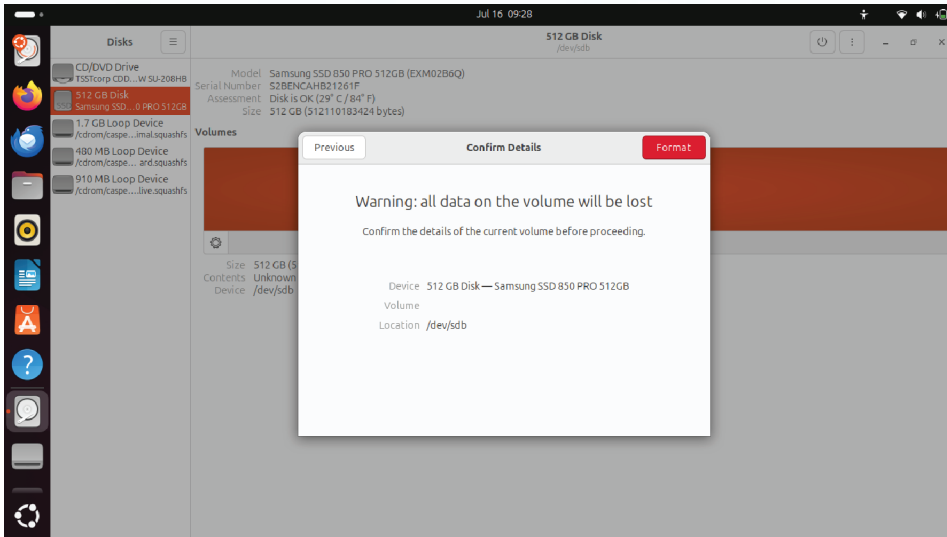 Jul 16 09:28
Disks
512 GB Disk
/dev/sdb
CD/DVD Drive
TSSTcorp CDD...W SU-208HB
512 GB Disk
Samsung SSD...0 PRO 512GB
SSD
1.7 GB Loop Device
/cdrom/caspe...imal.squashfs
480 MB Loop Device
/cdrom/caspe... ard.squashfs
910 MB Loop Device
/cdrom/caspe....live.squashfs
Model Samsung SSD 850 PRO 512GB (EXM02B6Q)
Serial Number S2BENCAHB21261F
Assessment Disk is OK (29° C / 84° F)
Size 512 GB (512110183424 bytes)
Volumes
Previous
Confirm Details
Format
Warning: all data on the volume will be lost
Confirm the details of the current volume before proceeding.
Device 512 GB Disk — Samsung SSD 850 PRO 512GB
Volume
Location /dev/sdb
Size 512 GB (5
Contents Unknown
Device /dev/sdb